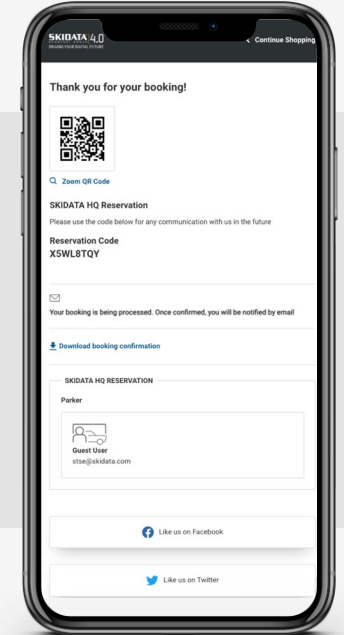 SKIDATA 4.0
DRIVING YOUR DIGITAL FUTURE
Continue Shopping
Thank you for your booking!
Zoom QR Code
SKIDATA HQ Reservation
Please use the code below for any communication with us in the future
Reservation Code
X5WL8TQY
Your booking is being processed. Once confirmed, you will be notified by email
Download booking confirmation
SKIDATA HQ RESERVATION
Parker
Guest User
stse@skidata.com
Like us on Facebook
Like us on Twitter